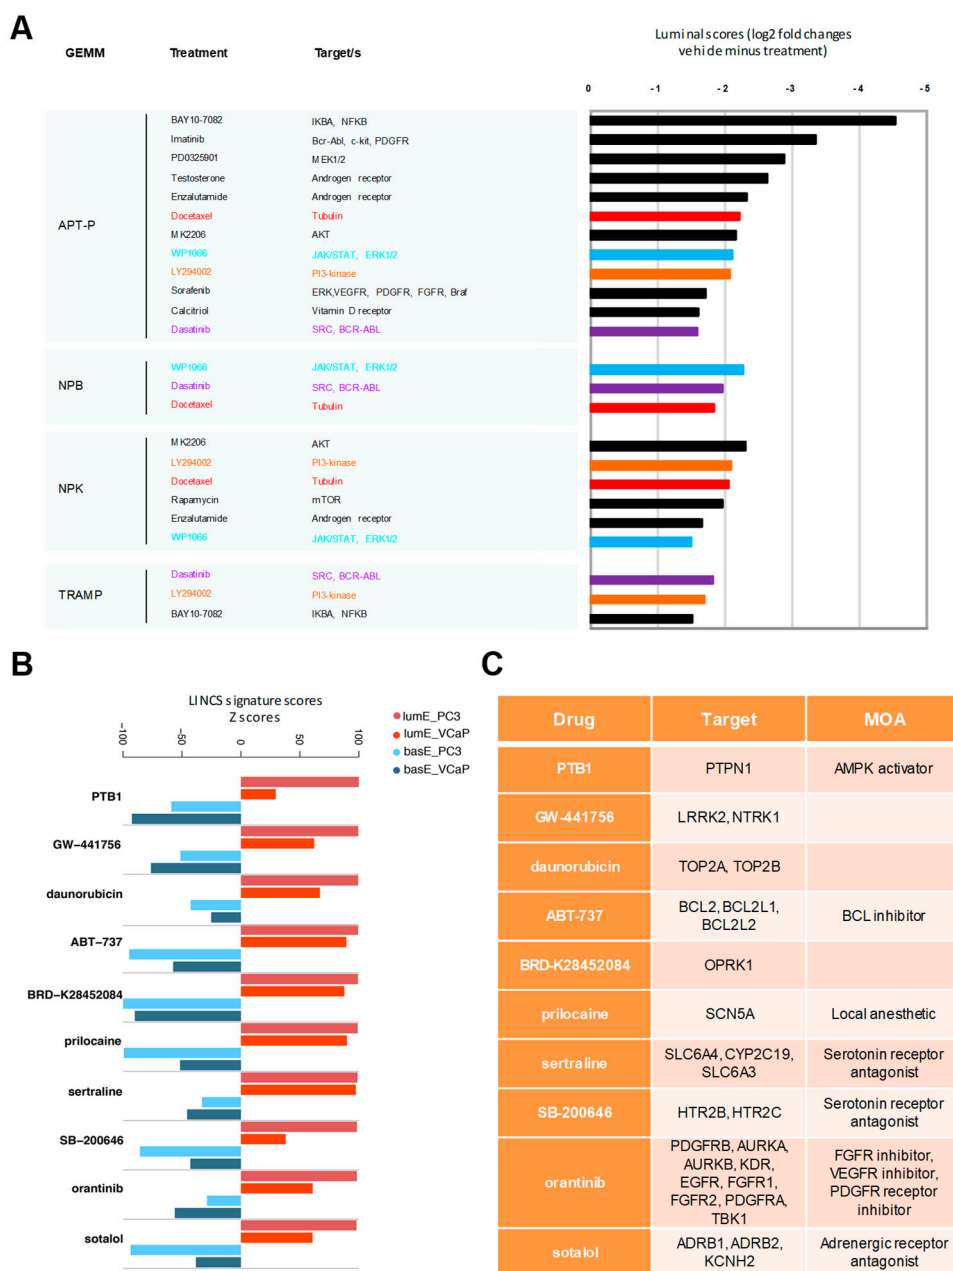 A
GEMM Treatment Target/s
Luminal scores (log2 fold changes
vehide minus treatment)
0 -1 -2 -3 -4 -5
APT-P
BAY10-7082 IKBA, NFKB
Imatinib Bcr-Abl, c-kit, PDGFR
PD0325901 MEK1/2
Testosterone Androgen receptor
Enzalutamide Androgen receptor
Docetaxel Tubulin
MK2206 AKT
WP1066 JAK/STAT, ERK1/2
LY294002 PI3-kinase
Sorafenib ERK,VEGFR, PDGFR, FGFR, Braf
Calcitriol Vitamin D receptor
Dasatinib SRC, BCR-ABL
NPB
WP1066 JAK/STAT, ERK1/2
Dasatinib SRC, BCR-ABL
Docetaxel Tubulin
NPK
MK2206 AKT
LY294002 PI3-kinase
Docetaxel Tubulin
Rapamycin mTOR
Enzalutamide Androgen receptor
WP1066 JAK/STAT, ERK1/2
TRAMP
Dasatinib SRC, BCR-ABL
LY294002 PI3-kinase
BAY10-7082 IKBA, NFKB
B
LINCS signature scores
Z scores
-100 -50 0 50 100
lumE_PC3
lumE_VCaP
basE_PC3
basE_VCaP
PTB1
GW-441756
daunorubicin
ABT-737
BRD-K28452084
prilocaine
sertraline
SB-200646
orantinib
sotalol
C
Drug Target MOA
PTB1 PTPN1 AMPK activator
GW-441756 LRRK2, NTRK1
daunorubicin TOP2A, TOP2B
ABT-737 BCL2, BCL2L1, BCL inhibitor
BCL2L2
BRD-K28452084 OPRK1
prilocaine SCN5A Local anesthetic
sertraline SLC6A4, CYP2C19, Serotonin receptor
SLC6A3 antagonist
SB-200646 HTR2B, HTR2C Serotonin receptor
antagonist
orantinib
PDGFRB, AURKA,
AURKB, KDR,
EGFR, FGFR1,
FGFR2, PDGFRA,
TBK1
FGFR inhibitor,
VEGFR inhibitor,
PDGFR receptor
inhibitor
sotalol ADRB1, ADRB2, Adrenergic receptor
KCNH2 antagonist